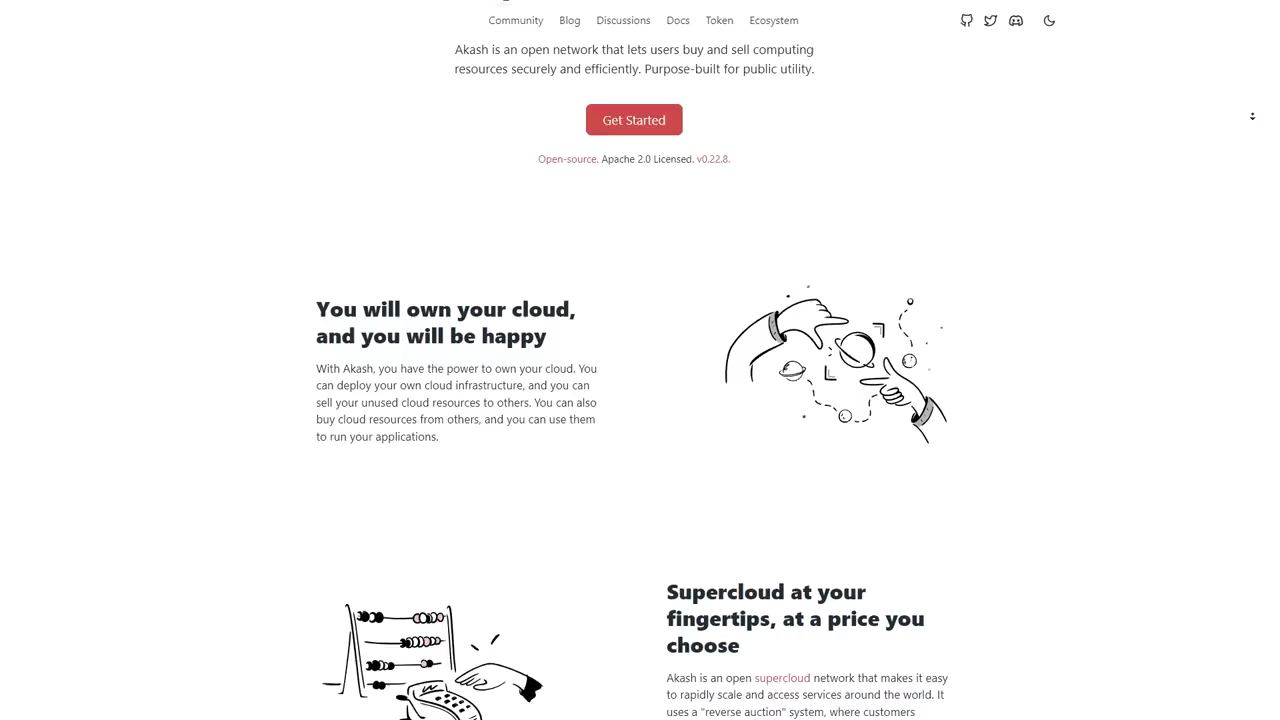 Community Blog Discussions Docs Token Ecosystem
Akash is an open network that lets users buy and sell computing
resources securely and efficiently. Purpose-built for public utility.
Get Started
Open-source. Apache 2.0 Licensed. v0.22.8.
You will own your cloud,
and you will be happy
With Akash, you have the power to own your cloud. You
can deploy your own cloud infrastructure, and you can
sell your unused cloud resources to others. You can also
buy cloud resources from others, and you can use them
to run your applications.
Supercloud at your
fingertips, at a price you
choose
Akash is an open supercloud network that makes it easy
to rapidly scale and access services around the world. It
uses a "reverse auction" system, where customers